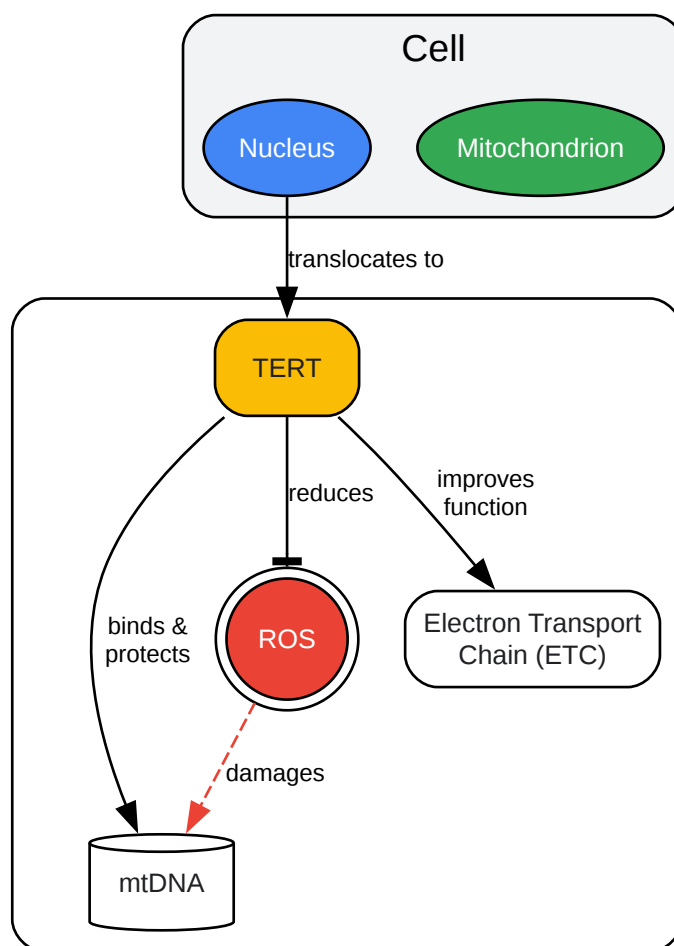 Cell
Nucleus
Mitochondrion
translocates to
TERT
reduces
improves
function
binds &
protects
ROS
Electron Transport
Chain (ETC)
damages
mtDNA